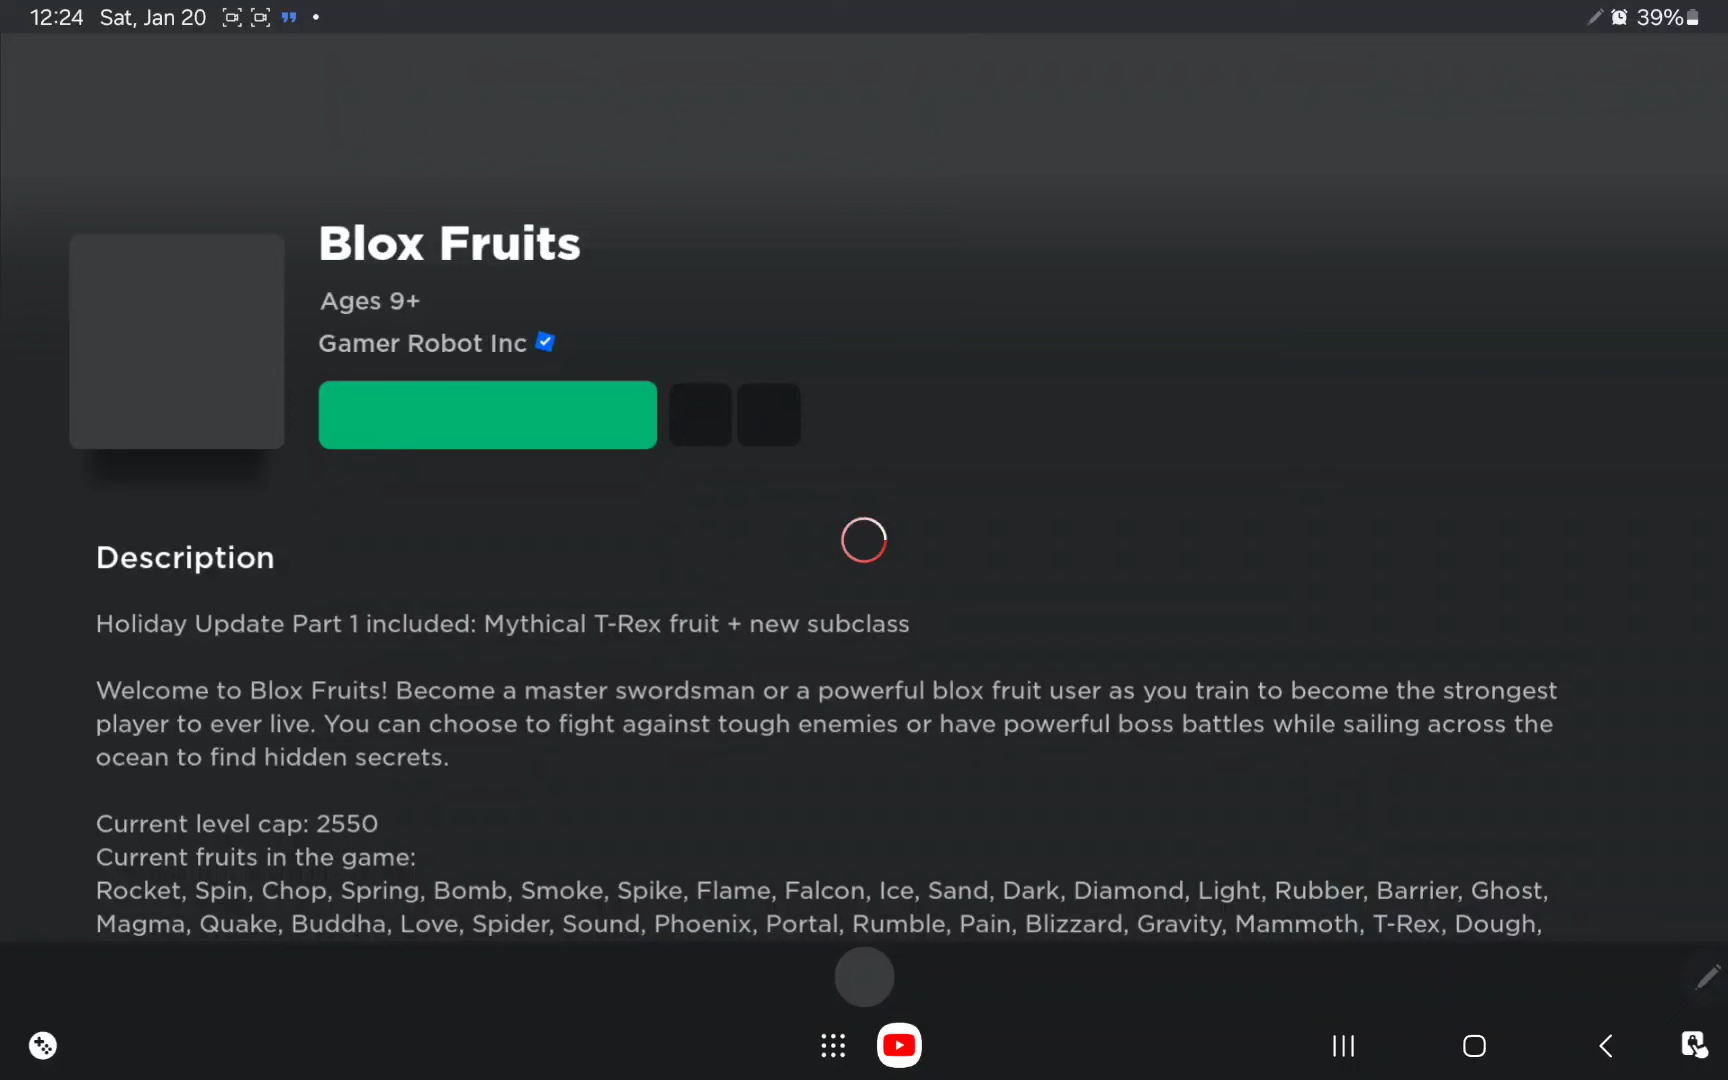 12:24 Sat, Jan 20
39%
Blox Fruits
Ages 9+
Gamer Robot Inc
Description
Holiday Update Part 1 included: Mythical T-Rex fruit + new subclass
Welcome to Blox Fruits! Become a master swordsman or a powerful blox fruit user as you train to become the strongest
player to ever live. You can choose to fight against tough enemies or have powerful boss battles while sailing across the
ocean to find hidden secrets.
Current level cap: 2550
Current fruits in the game:
Rocket, Spin, Chop, Spring, Bomb, Smoke, Spike, Flame, Falcon, Ice, Sand, Dark, Diamond, Light, Rubber, Barrier, Ghost,
Magma, Quake, Buddha, Love, Spider, Sound, Phoenix, Portal, Rumble, Pain, Blizzard, Gravity, Mammoth, T-Rex, Dough,